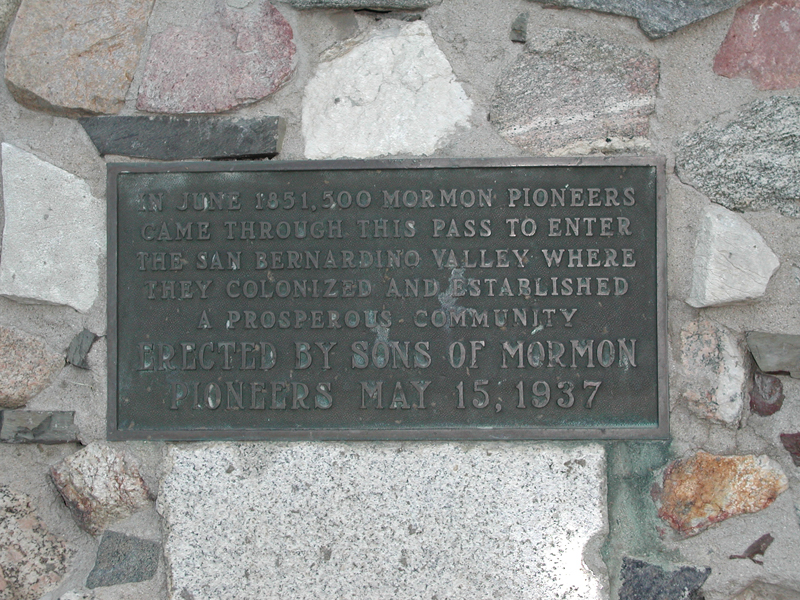 IN JUNE 1851, 500 MORMON PIONEERS
CAME THROUGH THIS PASS TO ENTER
THE SAN BERNARDINO VALLEY WHERE
THEY COLONIZED AND ESTABLISHED
A PROSPEROUS COMMUNITY
ERECTED BY SONS OF MORMON
PIONEERS MAY 15, 1937